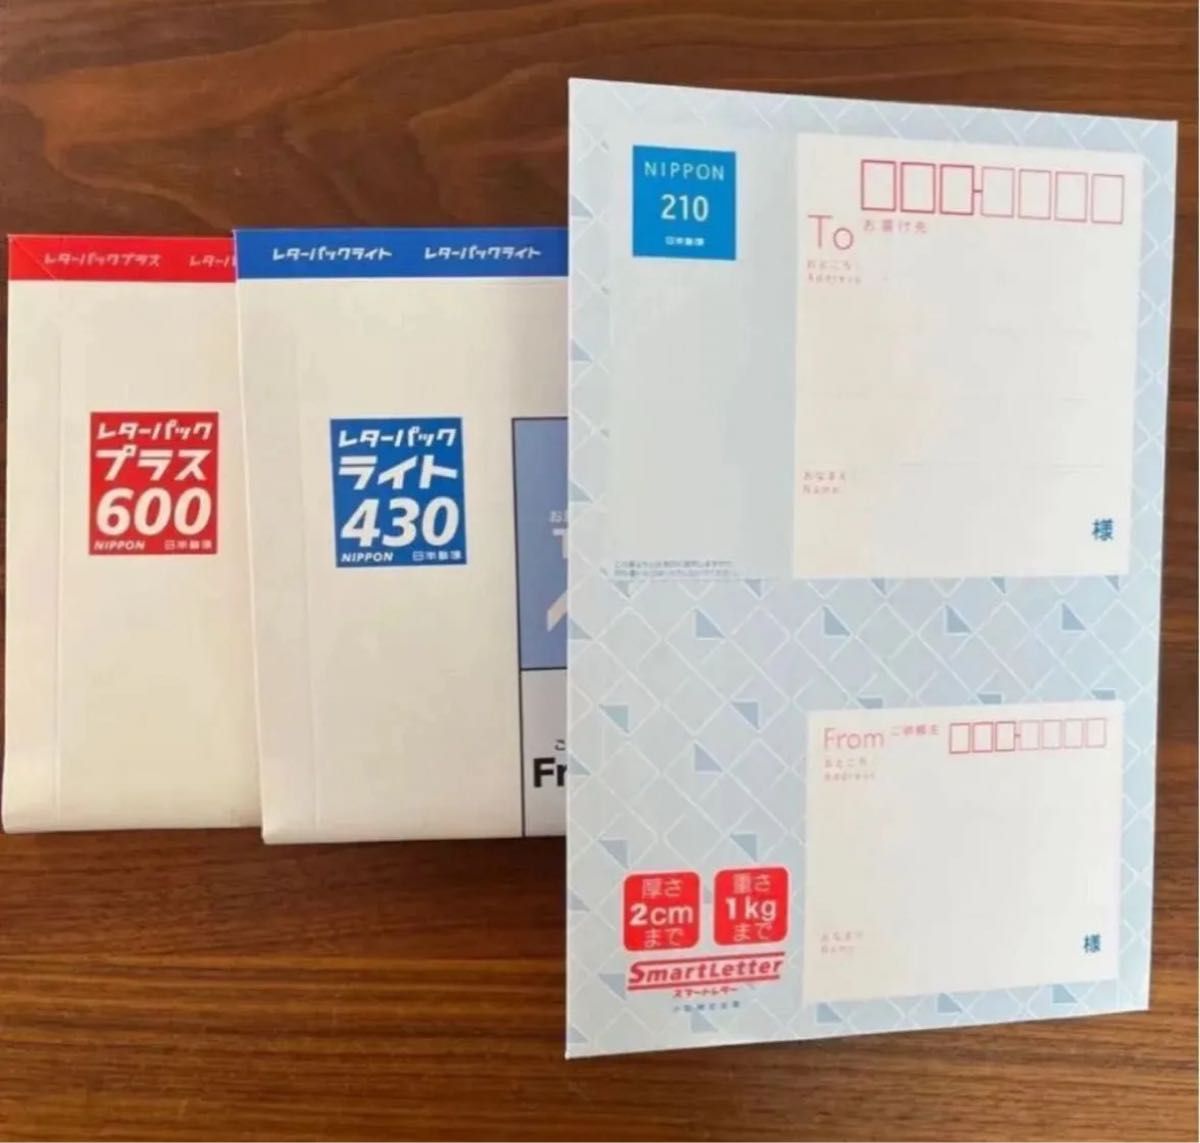 レターパックプラス レターパ
レターパック
プラス
600
NIPPON 日本郵便
レターパックライト レターパックライト
レターパック
ライト
430
NIPPON 日本郵便
Fr
NIPPON
210
日本郵便
To お届け先
おところ
Address
おなまえ
Name
様
From ご依頼主
おところ
Address
おなまえ
Name
様
厚さ
2cm
まで
重さ
1kg
まで
SmartLetter
スマートレター